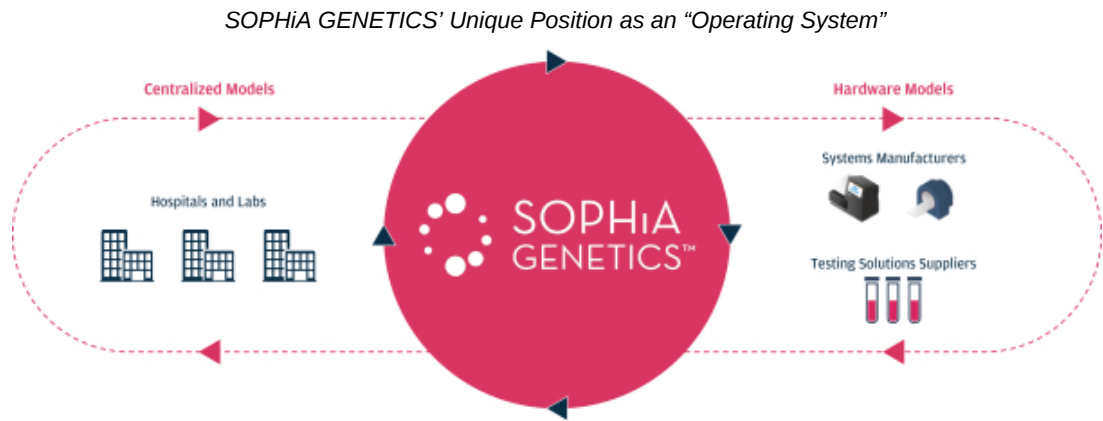 SOPHiA GENETICS’ Unique Position as an “Operating System”
Centralized Models
Hardware Models
Systems Manufacturers
Hospitals and Labs
SOPHiA
GENETICS™
Testing Solutions Suppliers